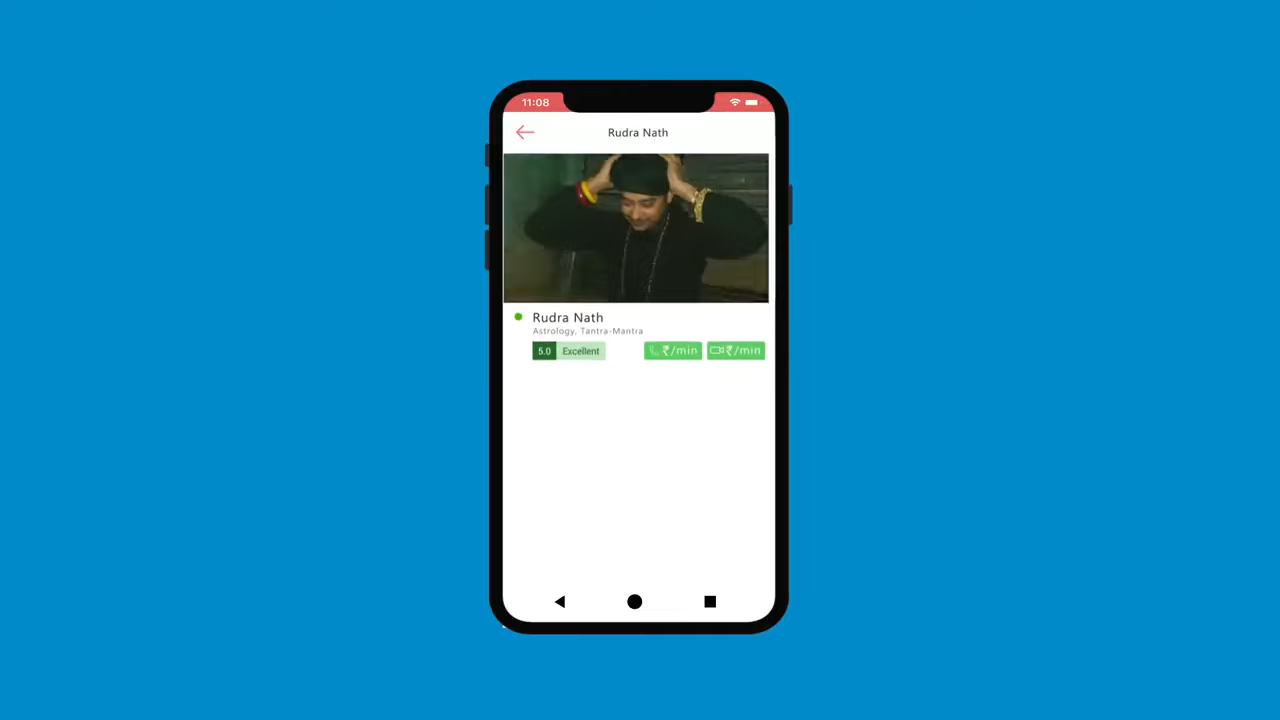 11:08
Rudra Nath
Rudra Nath
Astrology, Tantra-Mantra
5.0 Excellent ₹/min ₹/min